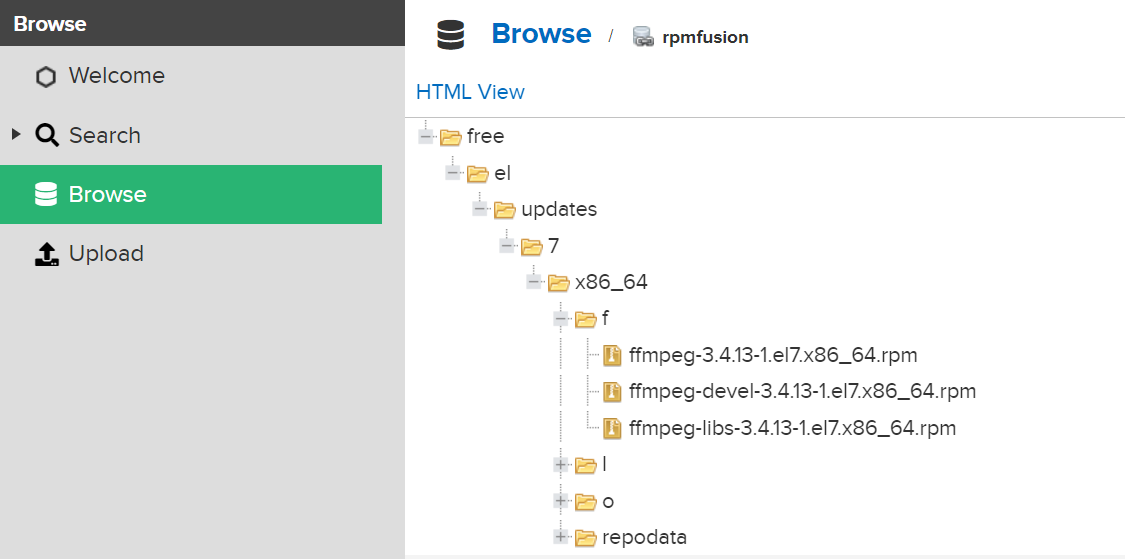 Browse
Welcome
Search
Browse
Upload
Browse / rpmfusion
HTML View
free
el
updates
7
x86_64
f
ffmpeg-3.4.13-1.el7.x86_64.rpm
ffmpeg-devel-3.4.13-1.el7.x86_64.rpm
ffmpeg-libs-3.4.13-1.el7.x86_64.rpm
l
o
repodata